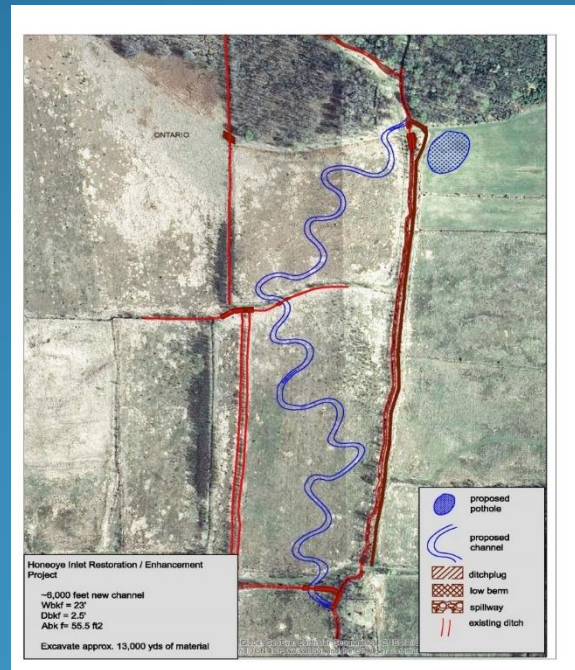 ONTARIO
proposed
pothole
proposed
channel
ditchplug
low berm
spillway
existing ditch
Honeoye Inlet Restoration / Enhancement
Project
~6,000 feet new channel
Wbkf = 23'
Dbkf = 2.5'
Abk f= 55.5 ft2
Excavate approx. 13,000 yds of material